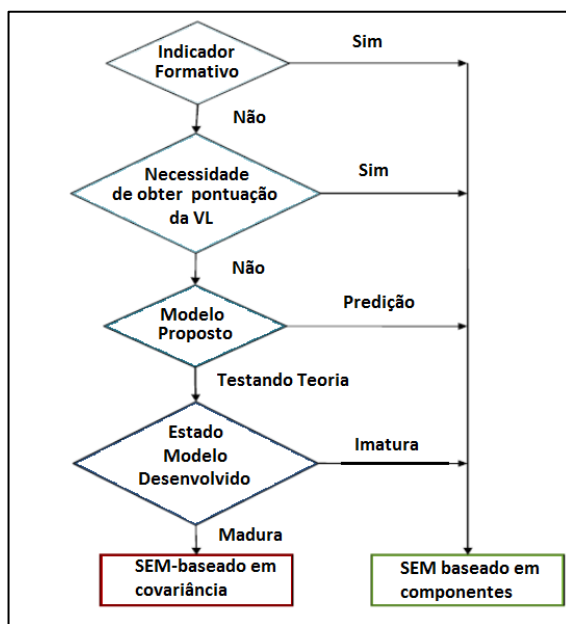 Sim
Indicador
Formativo
Não
Necessidade
de obter pontuação
da VL
Sim
Não
Modelo
Proposto
Predição
Testando Teoria
Estado
Modelo
Desenvolvido
Imatura
Madura
SEM-baseado em
covariância
SEM baseado em
componentes